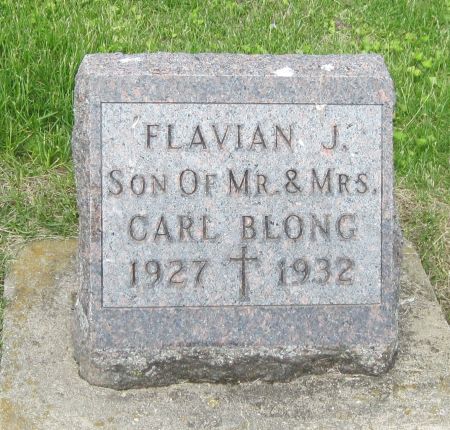 FLAVIAN J.
SON OF MR. & MRS.
CARL BLONG
1927 † 1932